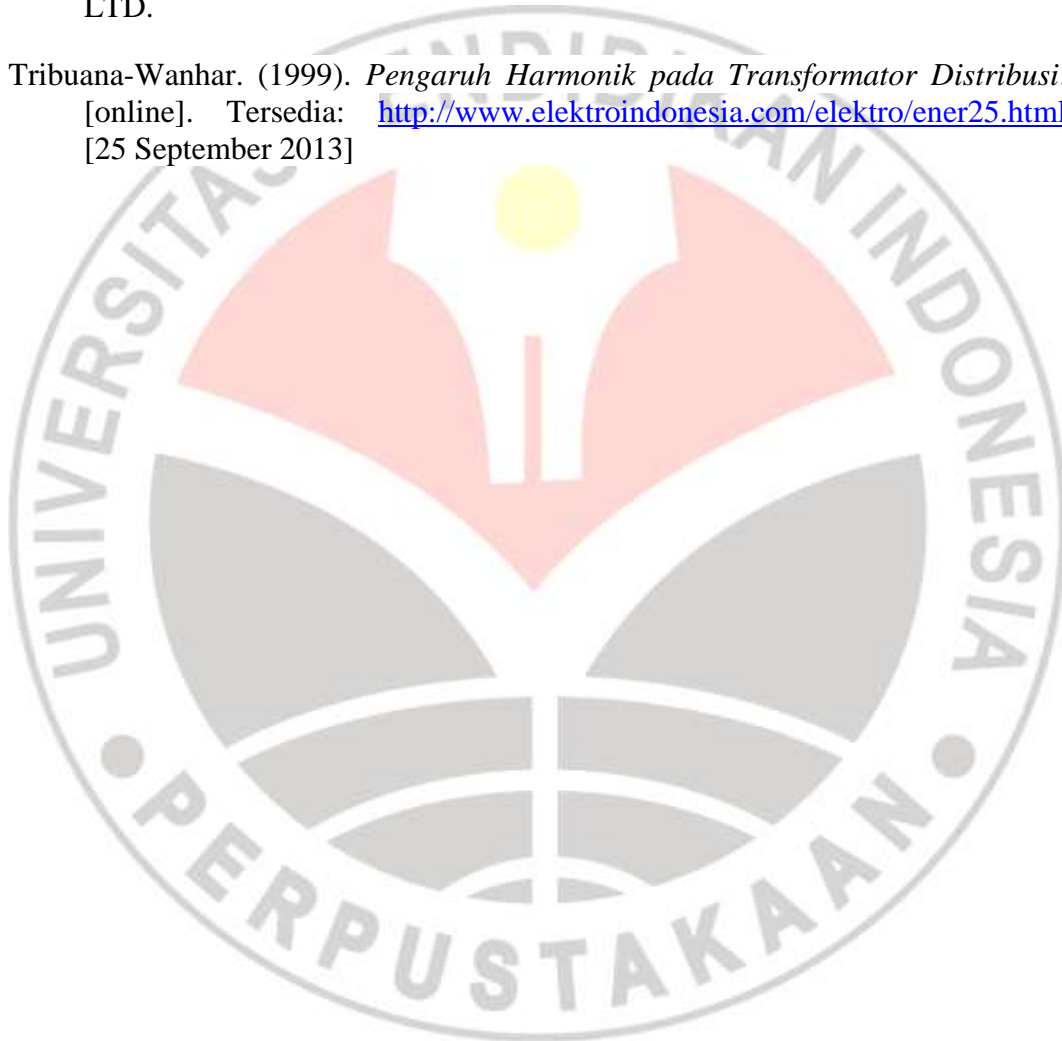 LTD.
Tribuana-Wanhar. (1999). Pengaruh Harmonik pada Transformator Distribusi.
[online]. Tersedia: http://www.elektroindonesia.com/elektro/ener25.html
[25 September 2013]
UNIVERSITAS PENDIDIKAN INDONESIA
PERPUSTAKAAN